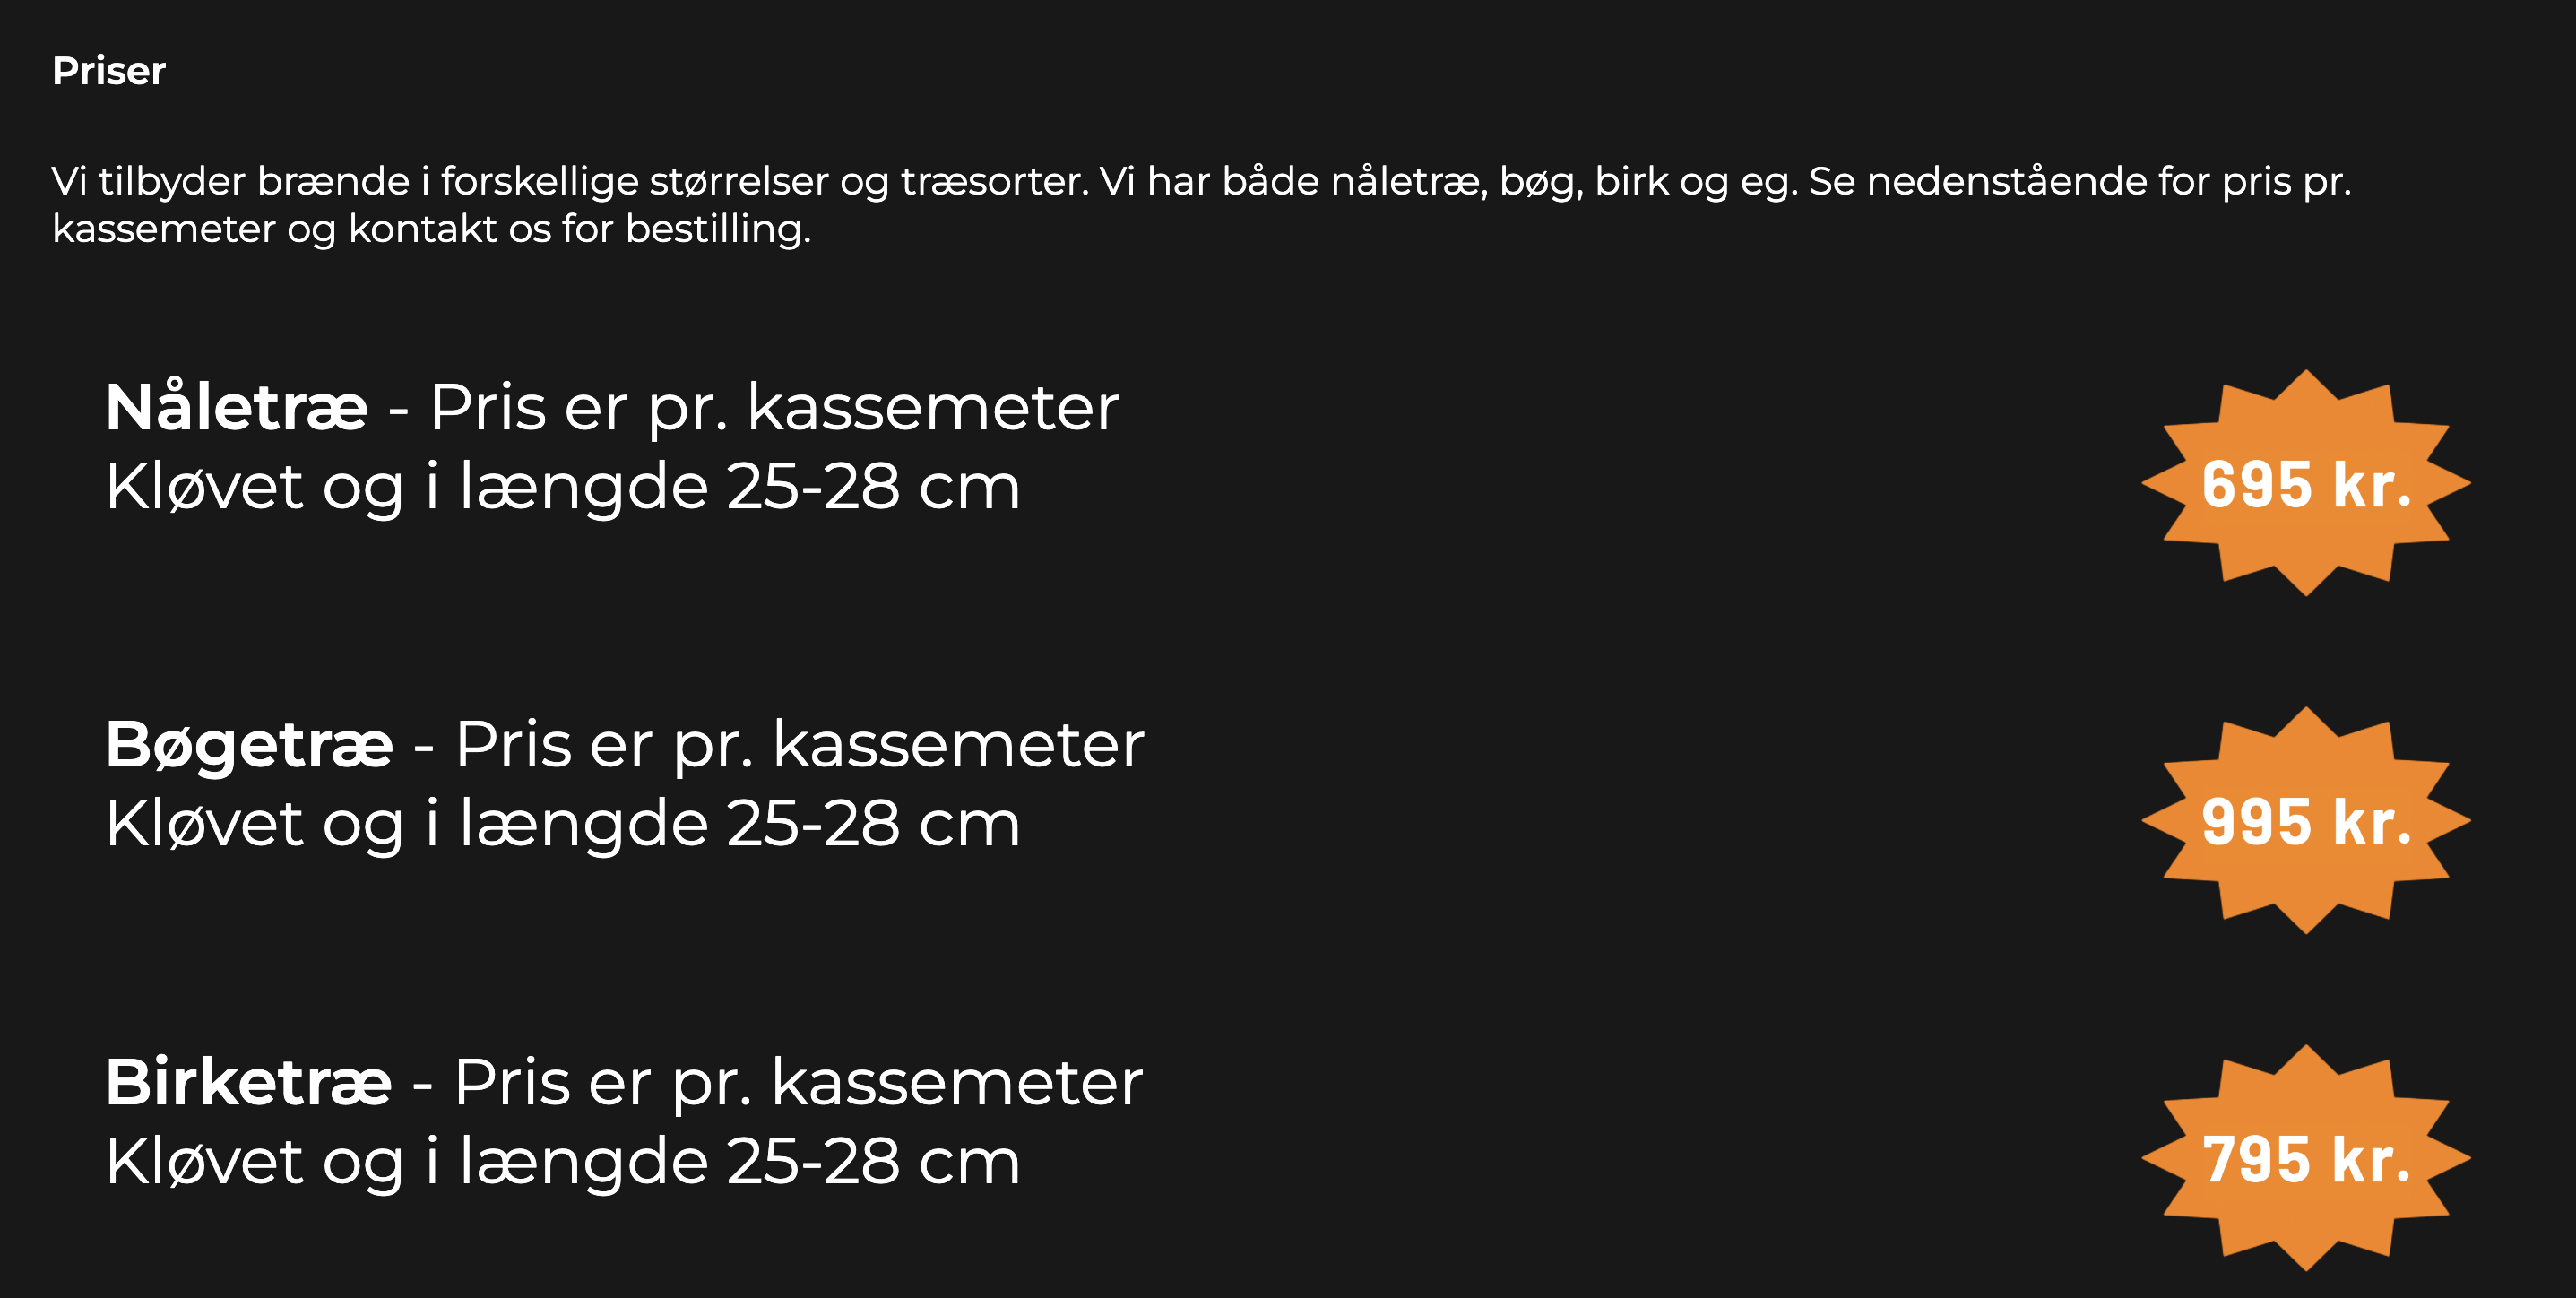 Priser
Vi tilbyder brænde i forskellige størrelser og træsorter. Vi har både nåletræ, bøg, birk og eg. Se nedenstående for pris pr.
kassemeter og kontakt os for bestilling.
Nåletræ - Pris er pr. kassemeter
Kløvet og i længde 25-28 cm
695 kr.
Bøgetræ - Pris er pr. kassemeter
Kløvet og i længde 25-28 cm
995 kr.
Birketræ - Pris er pr. kassemeter
Kløvet og i længde 25-28 cm
795 kr.